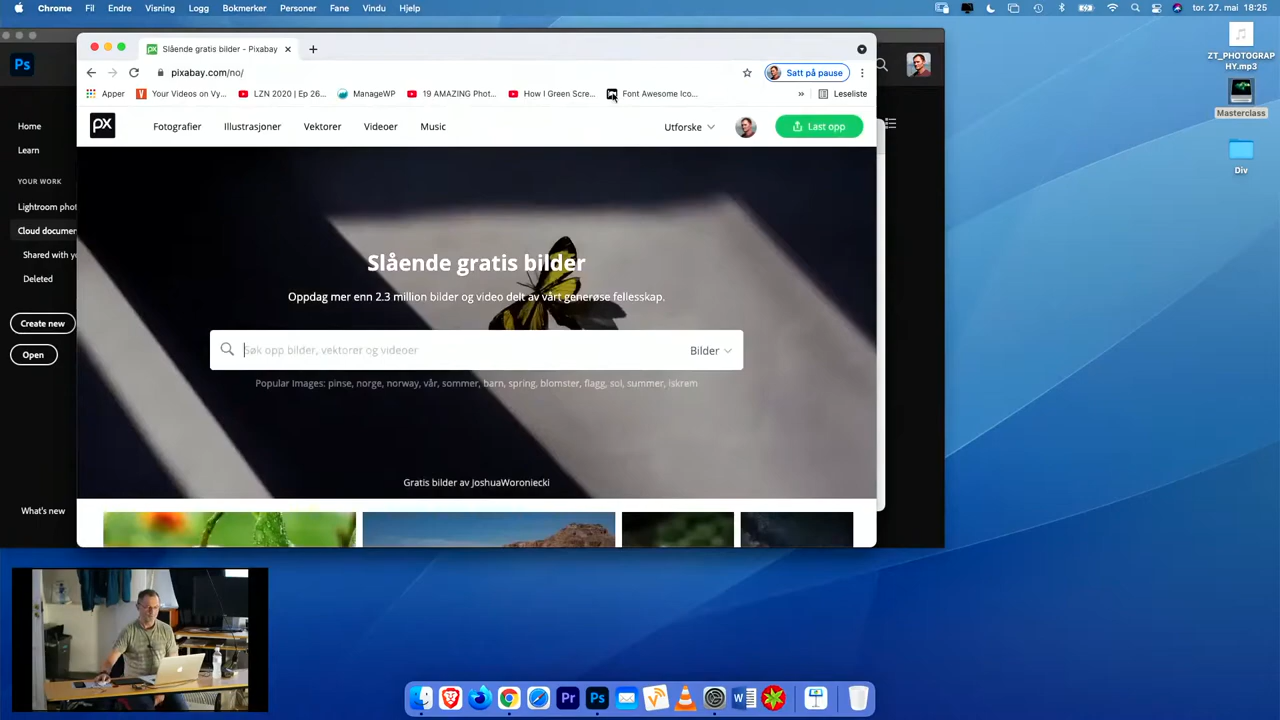 Chrome Fil Endre Visning Logg Bokmerker Personer Fane Vindu Hjelp tor. 27. mai 18:25
Slående gratis bilder - Pixabay
pixabay.com/no/ Satt på pause
Apper Your Videos on Vy... LZN 2020 | Ep 26... ManageWP 19 AMAZING Phot... How I Green Scre... Font Awesome Ico... » Leseliste
px Fotografier Illustrasjoner Vektorer Videoer Music Utforske Last opp
Slående gratis bilder
Oppdag mer enn 2.3 million bilder og video delt av vårt generøse fellesskap.
Søk opp bilder, vektorer og videoer Bilder
Popular Images: pinse, norge, norway, vår, sommer, barn, spring, blomster, flagg, sol, summer, iskrem
Gratis bilder av JoshuaWoroniecki
Ps
Home
Learn
YOUR WORK
Lightroom phot
Cloud documen
Shared with yo
Deleted
Create new
Open
What's new
ZT_PHOTOGRAP
HY.mp3
Masterclass
Div
Pr Ps W